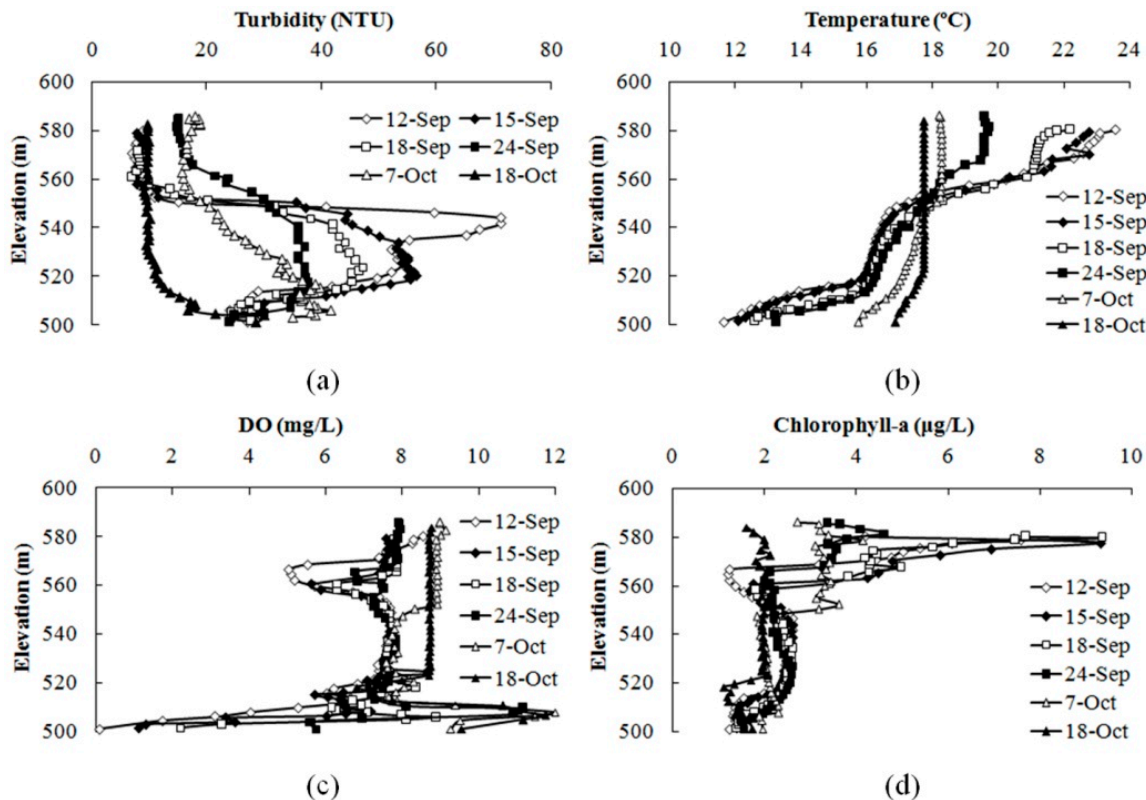 Turbidity (NTU)
0 20 40 60 80
600
580
560
540
520
500
Elevation (m)
12-Sep 15-Sep
18-Sep 24-Sep
7-Oct 18-Oct
(a)
Temperature (ºC)
12 14 16 18 20 22 24
600
580
560
540
520
500
Elevation (m)
12-Sep
15-Sep
18-Sep
24-Sep
7-Oct
18-Oct
(b)
DO (mg/L)
0 2 4 6 8 10 12
600
580
560
540
520
500
Elevation (m)
12-Sep
15-Sep
18-Sep
24-Sep
7-Oct
18-Oct
(c)
Chlorophyll-a (μg/L)
0 2 4 6 8 10
600
580
560
540
520
500
Elevation (m)
12-Sep
15-Sep
18-Sep
24-Sep
7-Oct
18-Oct
(d)